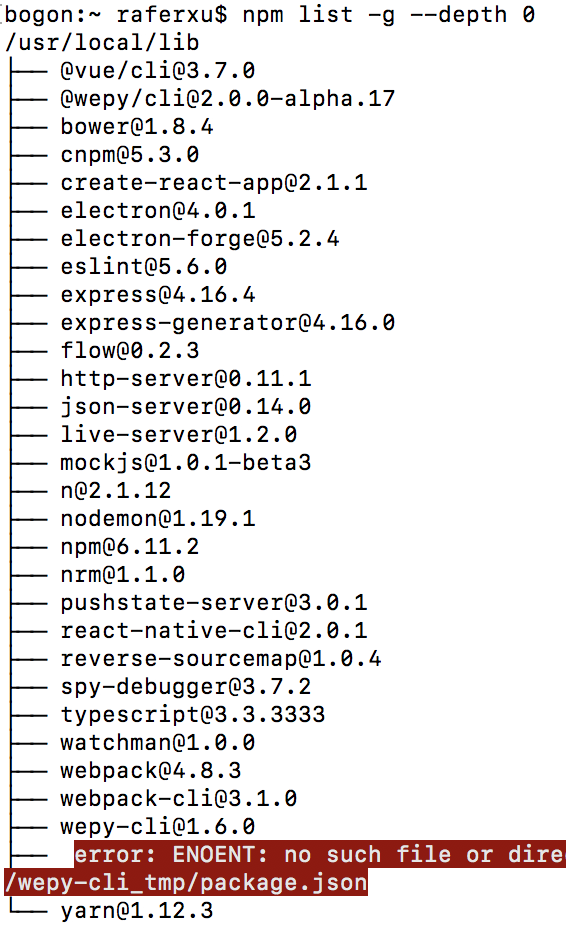 bogon:~ raferxu$ npm list -g --depth 0
/usr/local/lib
├── @vue/cli@3.7.0
├── @wepy/cli@2.0.0-alpha.17
├── bower@1.8.4
├── cnpm@5.3.0
├── create-react-app@2.1.1
├── electron@4.0.1
├── electron-forge@5.2.4
├── eslint@5.6.0
├── express@4.16.4
├── express-generator@4.16.0
├── flow@0.2.3
├── http-server@0.11.1
├── json-server@0.14.0
├── live-server@1.2.0
├── mockjs@1.0.1-beta3
├── n@2.1.12
├── nodemon@1.19.1
├── npm@6.11.2
├── nrm@1.1.0
├── pushstate-server@3.0.1
├── react-native-cli@2.0.1
├── reverse-sourcemap@1.0.4
├── spy-debugger@3.7.2
├── typescript@3.3.3333
├── watchman@1.0.0
├── webpack@4.8.3
├── webpack-cli@3.1.0
├── wepy-cli@1.6.0
├── error: ENOENT: no such file or dire
/wepy-cli_tmp/package.json
└── yarn@1.12.3